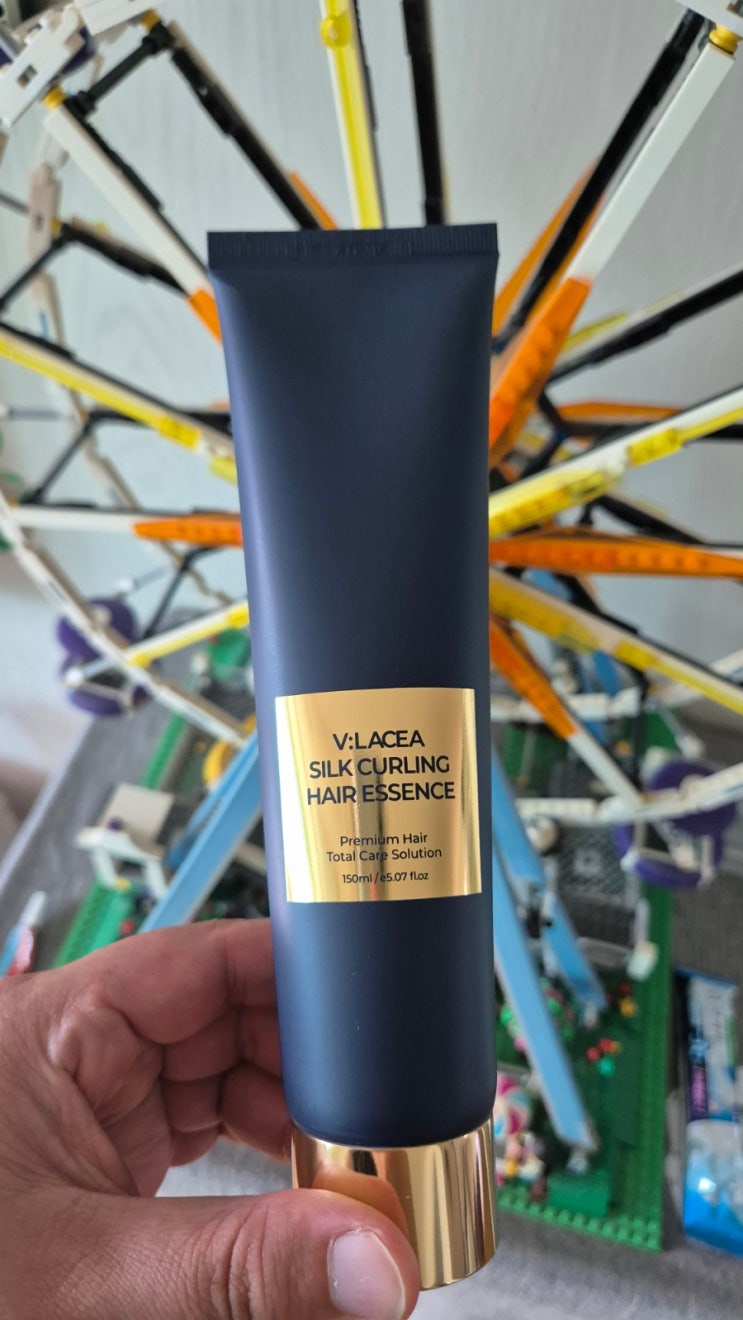 V:LACEA
SILK CURLING
HAIR ESSENCE
Premium Hair
Total Care Solution
150ml / e5.07 fl.oz